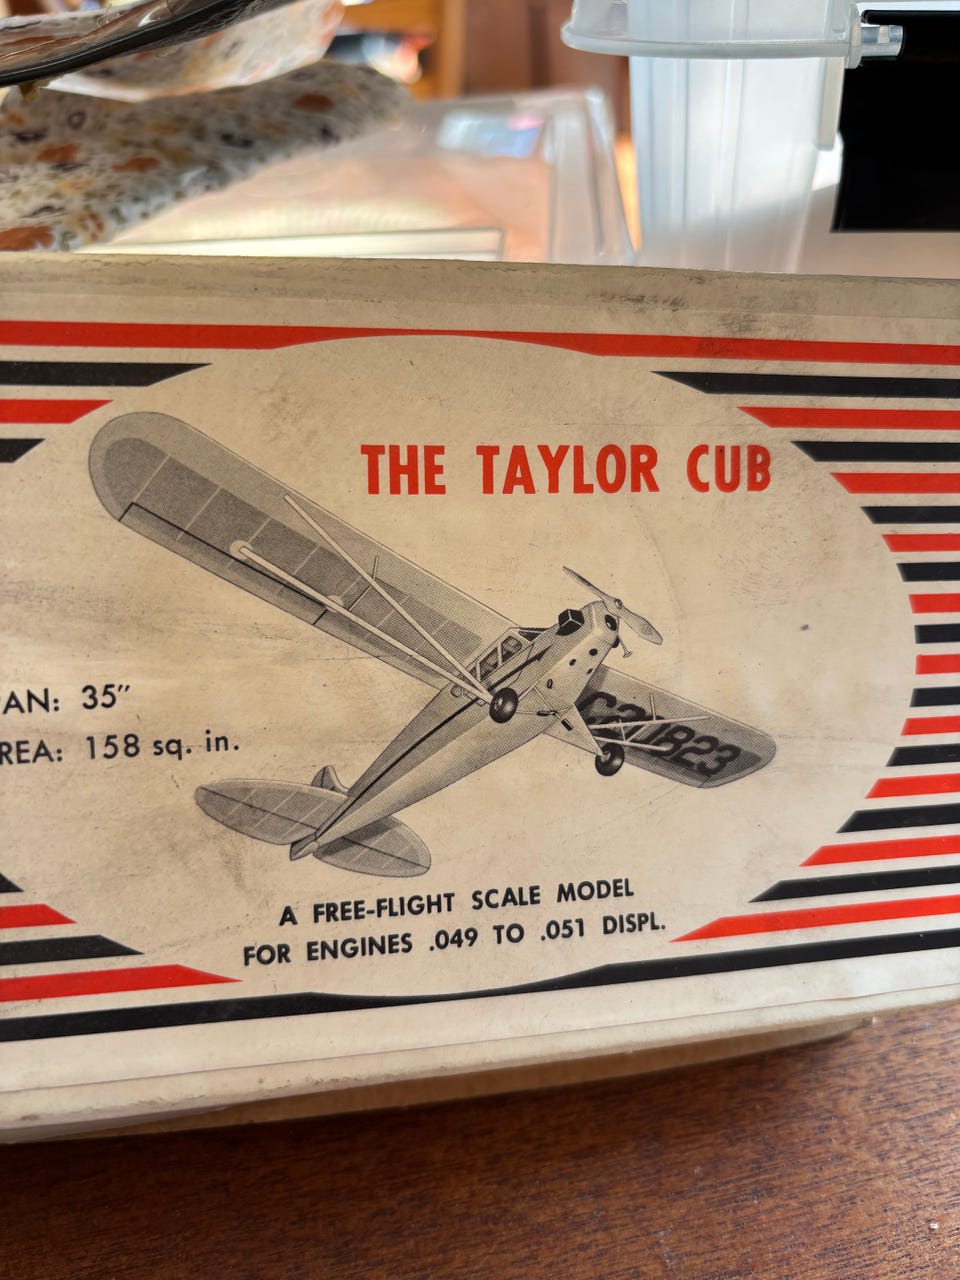 THE TAYLOR CUB
AN: 35"
REA: 158 sq. in.
A FREE-FLIGHT SCALE MODEL
FOR ENGINES .049 TO .051 DISPL.